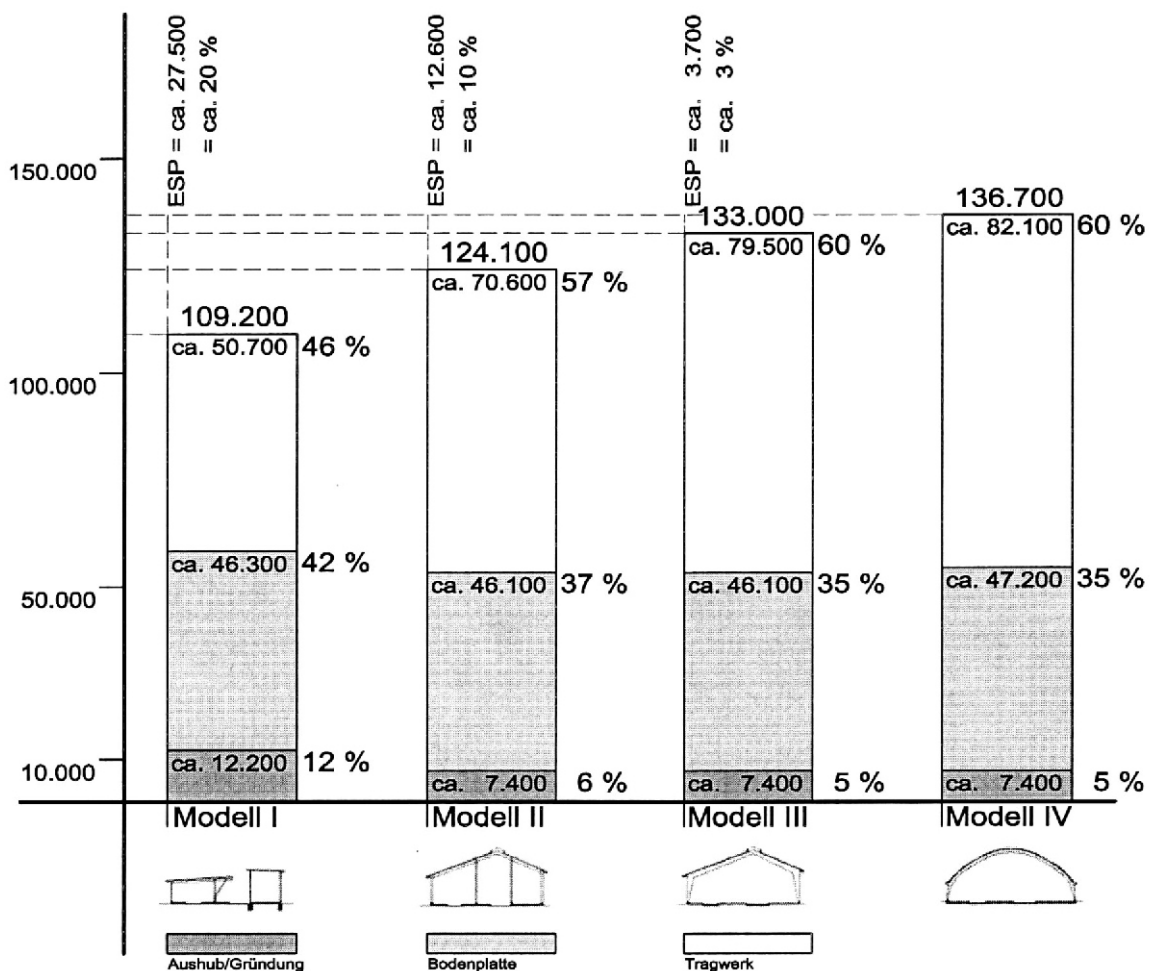 ESP = ca. 27.500
= ca. 20 %
ESP = ca. 12.600
= ca. 10 %
ESP = ca. 3.700
= ca. 3 %
150.000
100.000
50.000
10.000
109.200
ca. 50.700 46 %
ca. 46.300 42 %
ca. 12.200 12 %
124.100
ca. 70.600 57 %
ca. 46.100 37 %
ca. 7.400 6 %
133.000
ca. 79.500 60 %
ca. 46.100 35 %
ca. 7.400 5 %
136.700
ca. 82.100 60 %
ca. 47.200 35 %
ca. 7.400 5 %
Modell I
Modell II
Modell III
Modell IV
Aushub/Gründung
Bodenplatte
Tragwerk